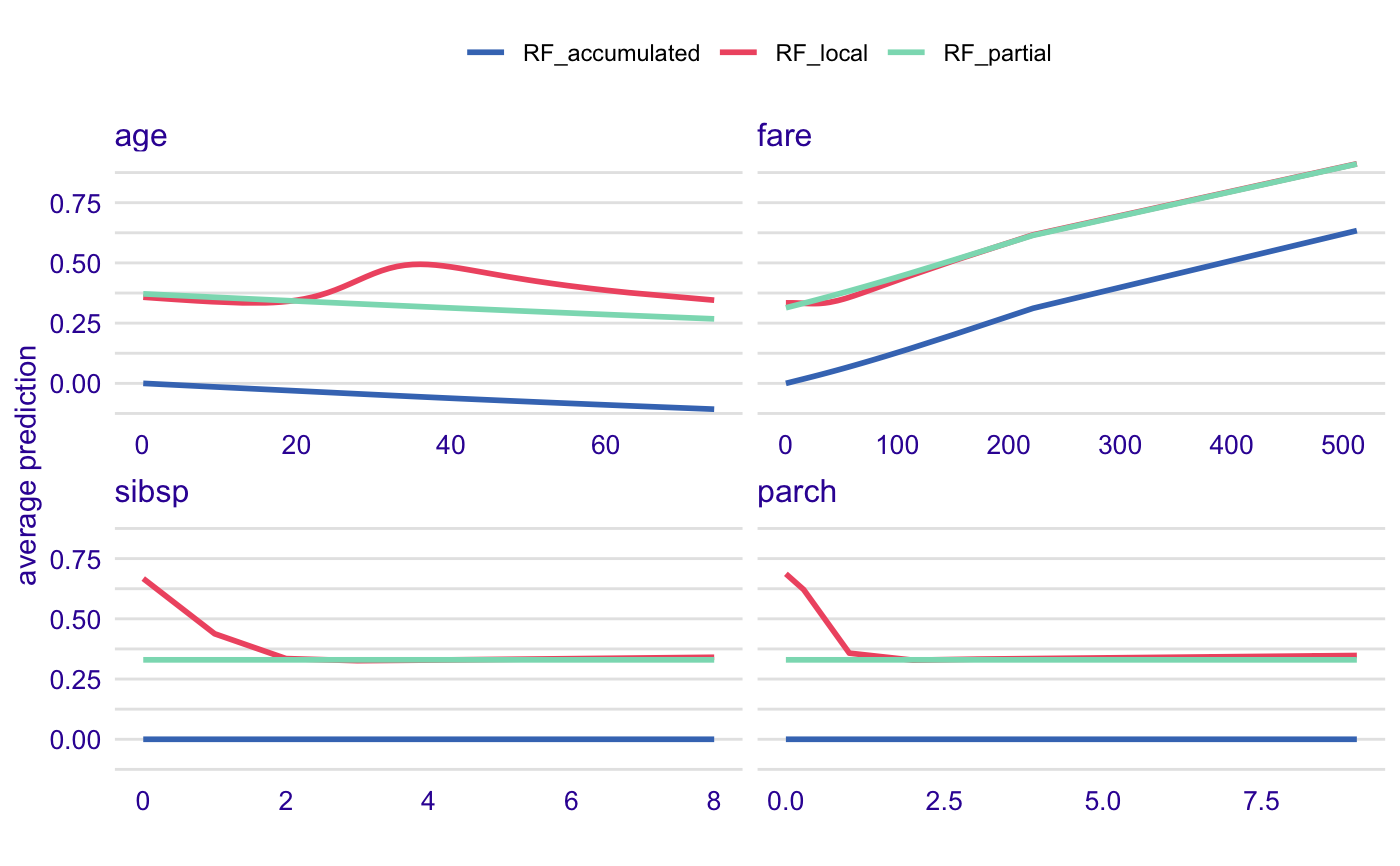 RF_accumulated RF_local RF_partial
average prediction
age
0.75
0.50
0.25
0.00
0 20 40 60
fare
0 100 200 300 400 500
sibsp
0.75
0.50
0.25
0.00
0 2 4 6 8
parch
0.0 2.5 5.0 7.5